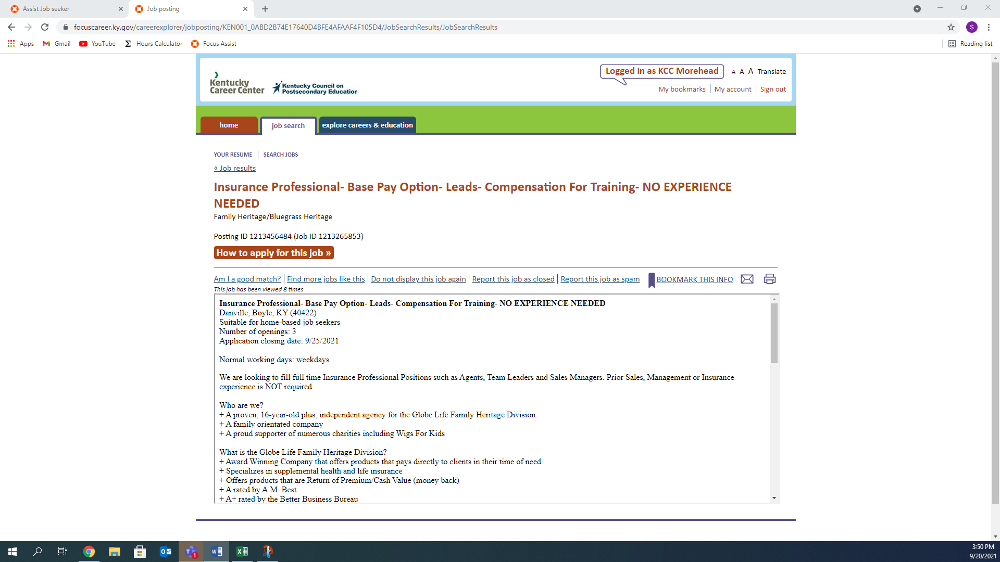 Assist Job seeker
Job posting
focuscareer.ky.gov/careerexplorer/jobposting/KEN001_0ABD2B74E17640D4BFE4AFAAF4F105D4/JobSearchResults/JobSearchResults
S
Apps Gmail YouTube Hours Calculator Focus Assist Reading list
Kentucky Career Center
Kentucky Council on Postsecondary Education
Logged in as KCC Morehead A A A Translate
My bookmarks My account Sign out
home job search explore careers & education
YOUR RESUME SEARCH JOBS
« Job results
Insurance Professional- Base Pay Option- Leads- Compensation For Training- NO EXPERIENCE
NEEDED
Family Heritage/Bluegrass Heritage
Posting ID 1213456484 (Job ID 1213265853)
How to apply for this job »
Am I a good match? Find more jobs like this Do not display this job again Report this job as closed Report this job as spam BOOKMARK THIS INFO
This job has been viewed 8 times
Insurance Professional- Base Pay Option- Leads- Compensation For Training- NO EXPERIENCE NEEDED
Danville, Boyle, KY (40422)
Suitable for home-based job seekers
Number of openings: 3
Application closing date: 9/25/2021
Normal working days: weekdays
We are looking to fill full time Insurance Professional Positions such as Agents, Team Leaders and Sales Managers. Prior Sales, Management or Insurance
experience is NOT required.
Who are we?
+ A proven, 16-year-old plus, independent agency for the Globe Life Family Heritage Division
+ A family orientated company
+ A proud supporter of numerous charities including Wigs For Kids
What is the Globe Life Family Heritage Division?
+ Award Winning Company that offers products that pays directly to clients in their time of need
+ Specializes in supplemental health and life insurance
+ Offers products that are Return of Premium/Cash Value (money back)
+ A rated by A.M. Best
+ A+ rated by the Better Business Bureau
1
3:50 PM
9/20/2021